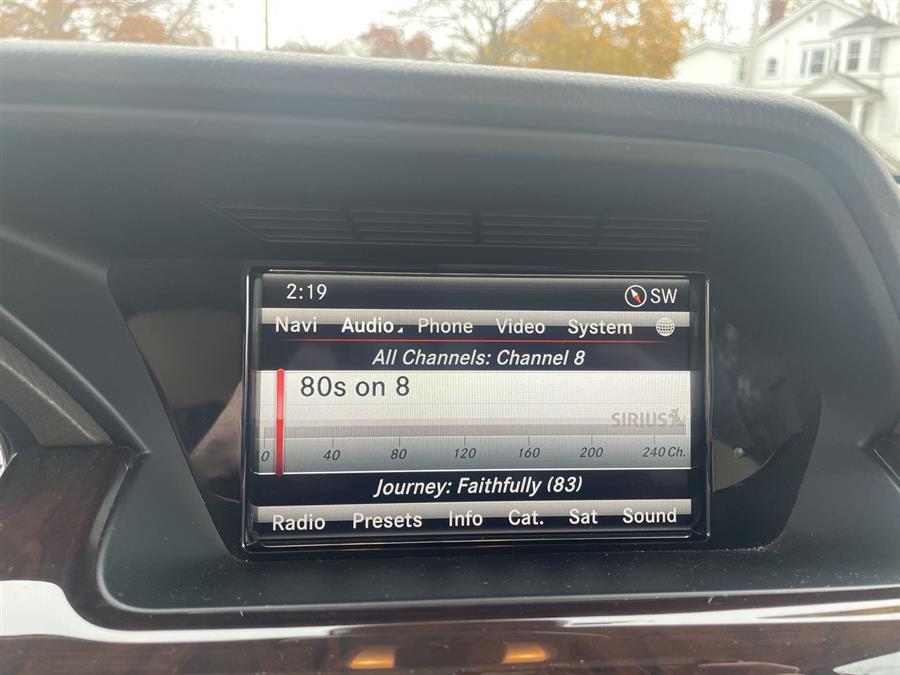 2:19 SW
Navi Audio Phone Video System
All Channels: Channel 8
80s on 8
SIRIUS
0 40 80 120 160 200 240 Ch.
Journey: Faithfully (83)
Radio Presets Info Cat. Sat Sound